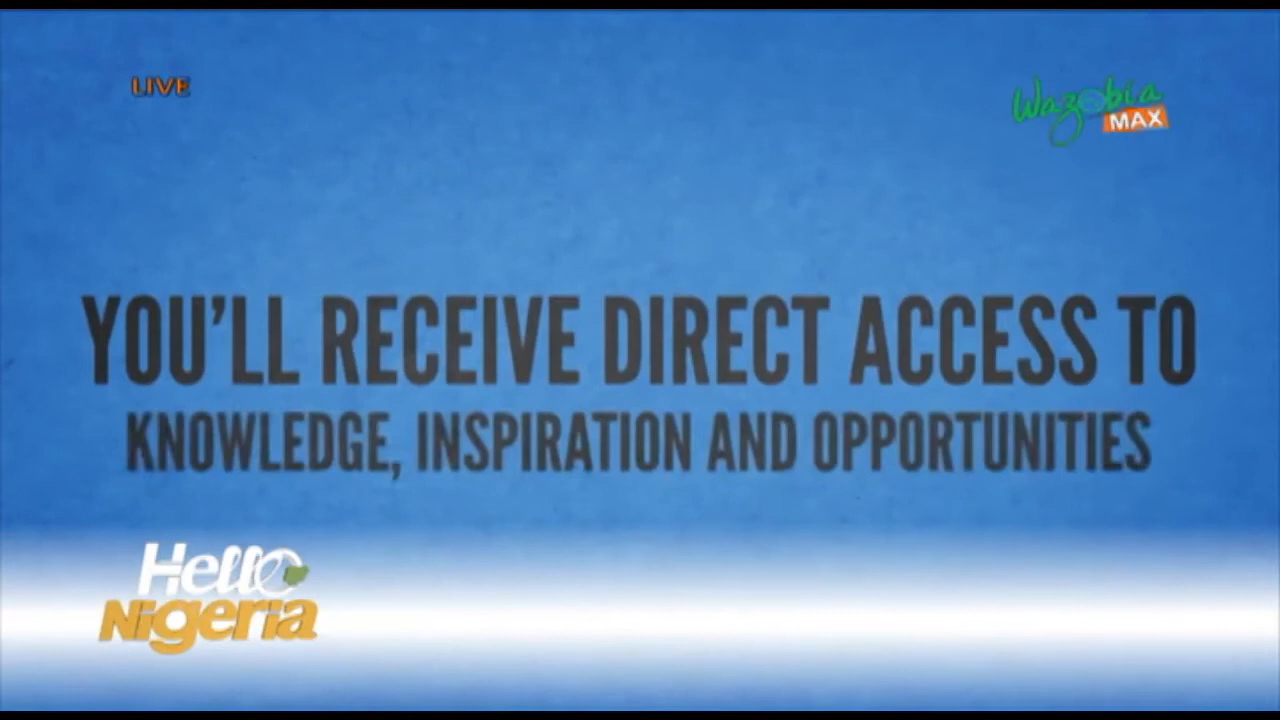 LIVE
Wazobia
MAX
YOU'LL RECEIVE DIRECT ACCESS TO
KNOWLEDGE, INSPIRATION AND OPPORTUNITIES
Hello
Nigeria